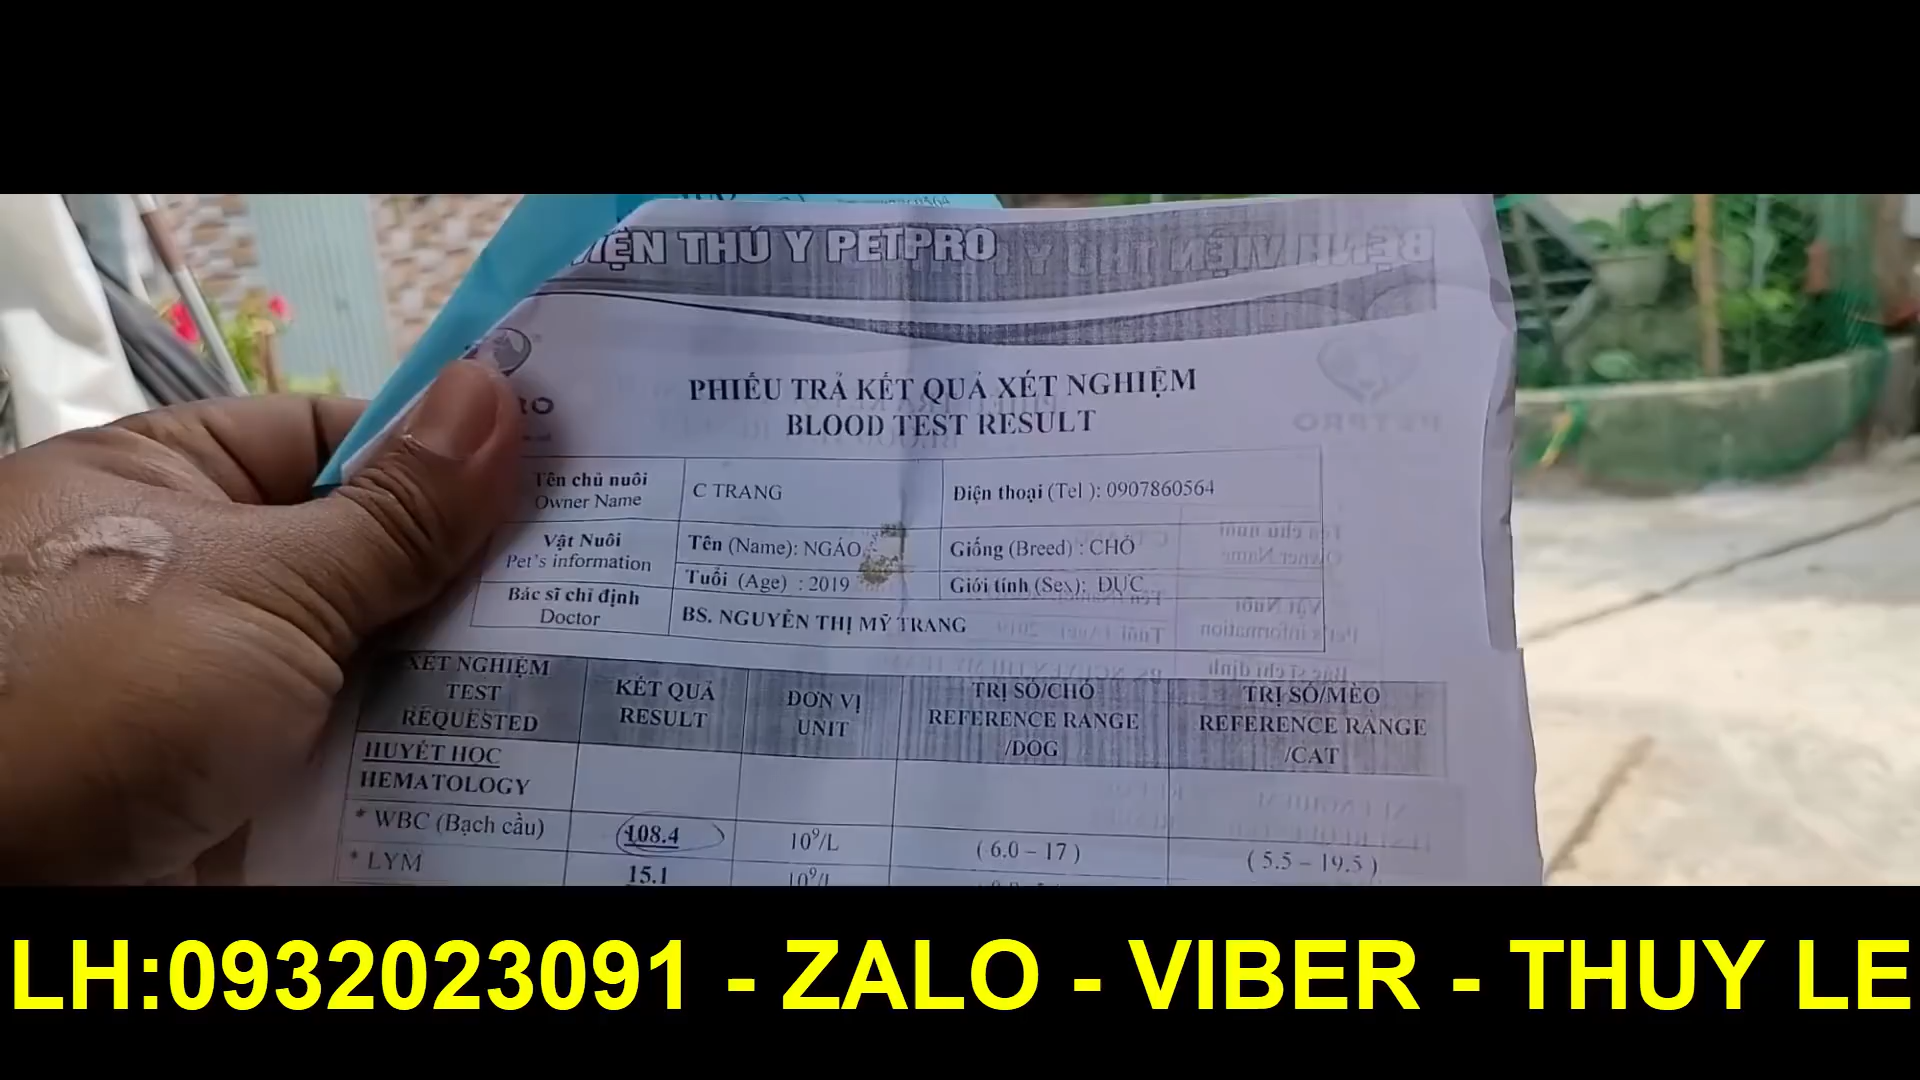 VIỆN THÚ Y PETPRO
PHIẾU TRẢ KẾT QUẢ XÉT NGHIỆM
BLOOD TEST RESULT
Tên chủ nuôi
Owner Name
C TRANG
Điện thoại (Tel ): 0907860564
Vật Nuôi
Pet's information
Tên (Name): NGÁO
Giống (Breed) : CHÓ
Tuổi (Age) : 2019
Giới tính (Sex): ĐỰC
Bác sĩ chỉ định
Doctor
BS. NGUYỄN THỊ MỸ TRANG
XÉT NGHIỆM
TEST
REQUESTED
KẾT QUẢ
RESULT
ĐƠN VỊ
UNIT
TRỊ SỐ/CHÓ
REFERENCE RANGE
/DOG
TRỊ SỐ/MÈO
REFERENCE RANGE
/CAT
HUYẾT HỌC
HEMATOLOGY
* WBC (Bạch cầu)
108.4
10⁹/L
( 6.0 – 17 )
( 5.5 – 19.5 )
* LYM
15.1
10⁹/L
LH:0932023091 - ZALO - VIBER - THUY LE